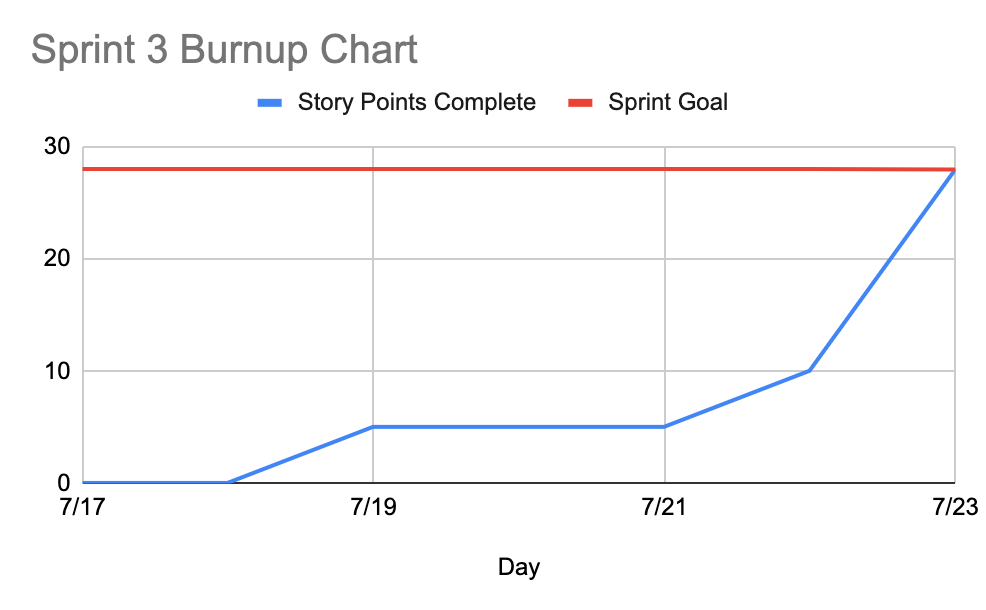 Sprint 3 Burnup Chart
Story Points Complete Sprint Goal
30
20
10
0
7/17 7/19 7/21 7/23
Day